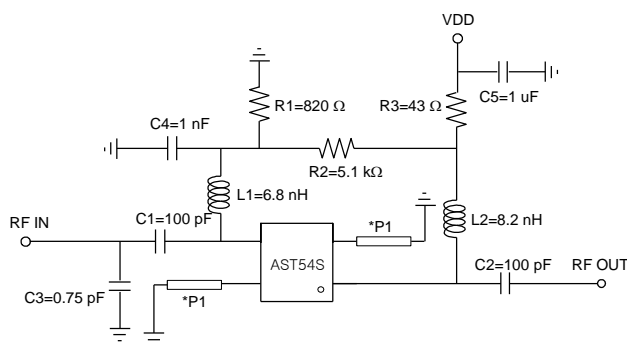 VDD
R1=820 Ω
R3=43 Ω
C5=1 uF
C4=1 nF
R2=5.1 kΩ
L1=6.8 nH
L2=8.2 nH
RF IN
C1=100 pF
*P1
AST54S
C2=100 pF
RF OUT
C3=0.75 pF
*P1